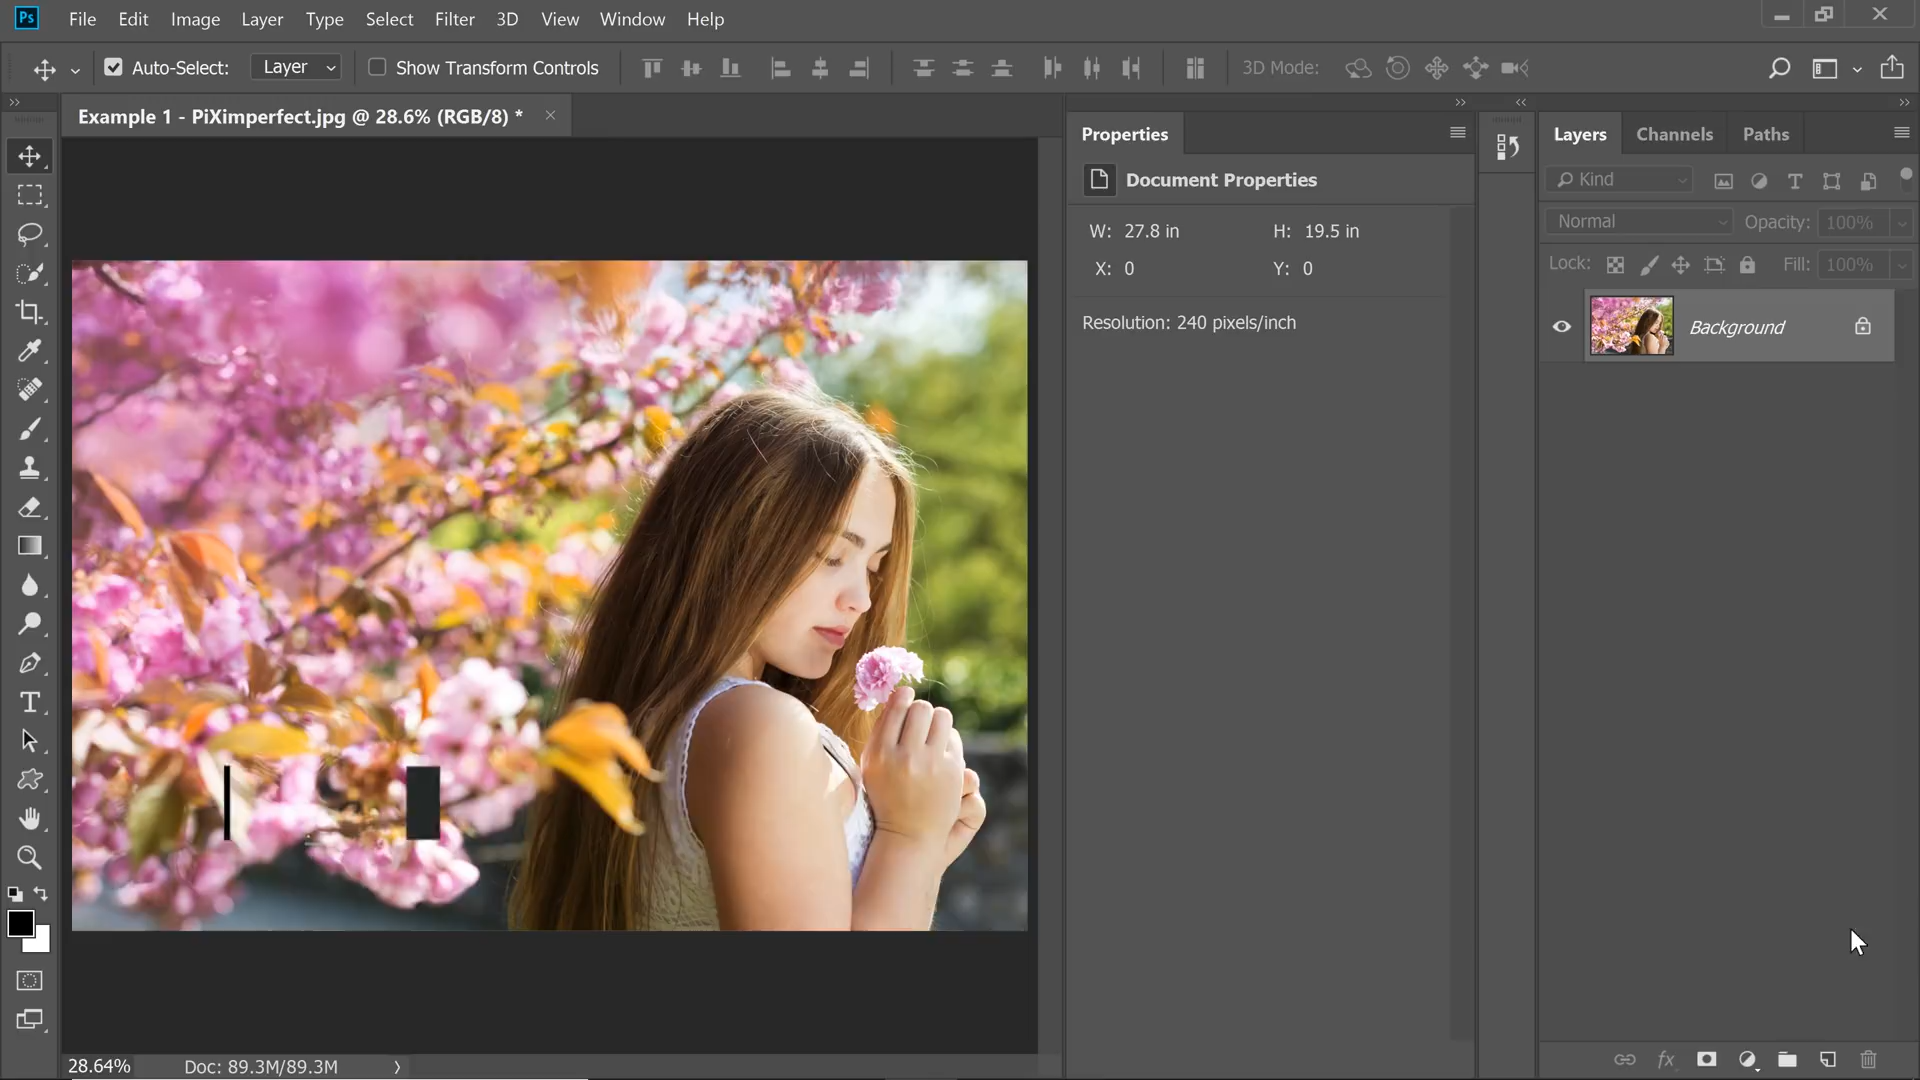 Ps File Edit Image Layer Type Select Filter 3D View Window Help
Auto-Select: Layer Show Transform Controls 3D Mode:
Example 1 - PiXimperfect.jpg @ 28.6% (RGB/8) *
Properties
Layers Channels Paths
Document Properties
Kind
W: 27.8 in H: 19.5 in
Normal Opacity: 100%
X: 0 Y: 0
Lock: Fill: 100%
Resolution: 240 pixels/inch
Background
fx
28.64% Doc: 89.3M/89.3M